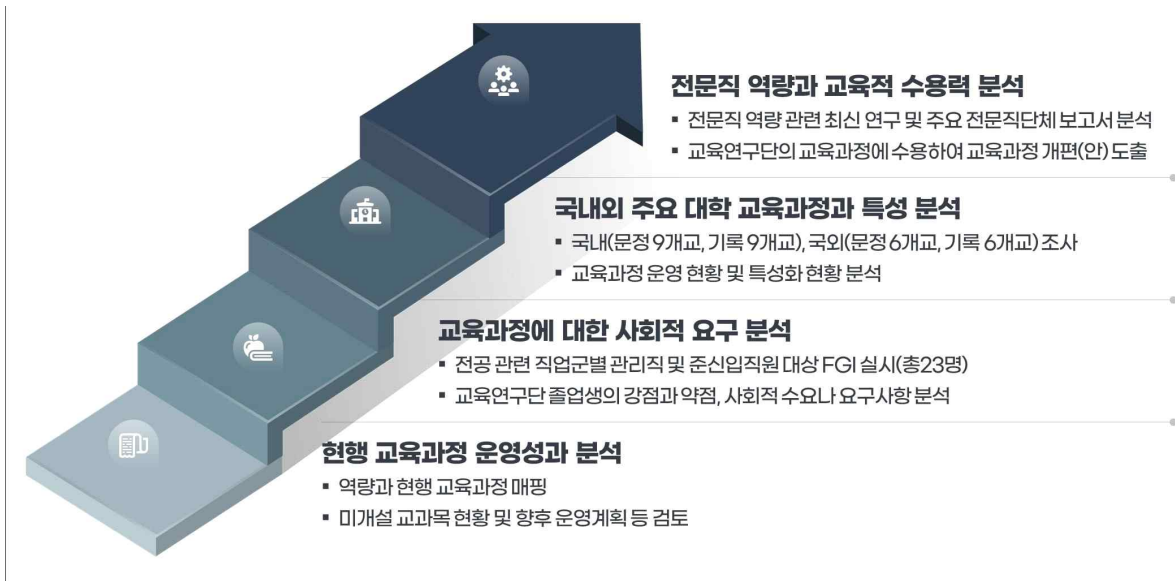 전문직 역량과 교육적 수용력 분석
▪ 전문직 역량 관련 최신 연구 및 주요 전문직단체 보고서 분석
▪ 교육연구단의 교육과정에 수용하여 교육과정 개편(안) 도출
국내외 주요 대학 교육과정과 특성 분석
▪ 국내(문정 9개교, 기록 9개교), 국외(문정 6개교, 기록 6개교) 조사
▪ 교육과정 운영 현황 및 특성화 현황 분석
교육과정에 대한 사회적 요구 분석
▪ 전공 관련 직업군별 관리직 및 준신입직원 대상 FGI 실시(총23명)
▪ 교육연구단 졸업생의 강점과 약점, 사회적 수요나 요구사항 분석
현행 교육과정 운영성과 분석
▪ 역량과 현행 교육과정 매핑
▪ 미개설 교과목 현황 및 향후 운영계획 등 검토